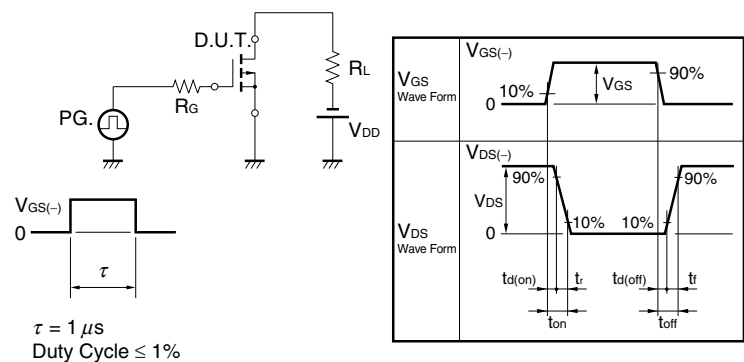 D.U.T.
RL
RG
PG.
VDD
VGS(−)
0
τ
τ = 1 μs
Duty Cycle ≤ 1%
VGS
Wave Form
VGS(−)
10%
0
VGS
90%
VDS
Wave Form
VDS(−)
90%
VDS
0
10%
10%
90%
td(on)
tr
td(off)
tf
ton
toff